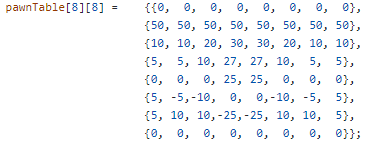 pawnTable[8][8] = {{0, 0, 0, 0, 0, 0, 0, 0},
{50, 50, 50, 50, 50, 50, 50, 50},
{10, 10, 20, 30, 30, 20, 10, 10},
{5, 5, 10, 27, 27, 10, 5, 5},
{0, 0, 0, 25, 25, 0, 0, 0},
{5, -5,-10, 0, 0,-10, -5, 5},
{5, 10, 10,-25,-25, 10, 10, 5},
{0, 0, 0, 0, 0, 0, 0, 0}};